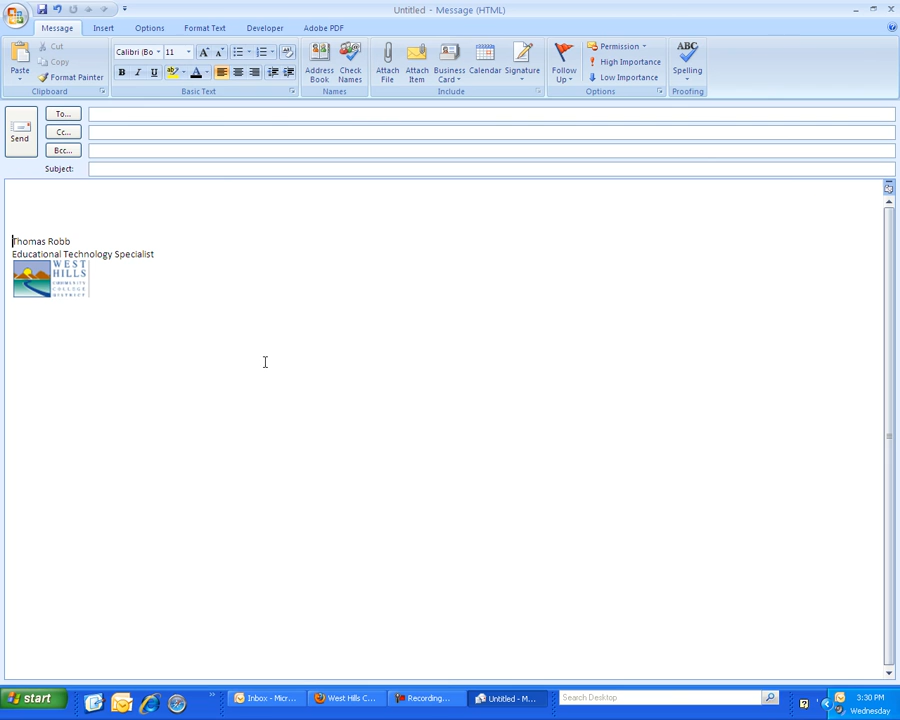 Untitled - Message (HTML)
Message Insert Options Format Text Developer Adobe PDF
Paste
Cut
Copy
Format Painter
Clipboard
Calibri (Bo 11
B I U
Basic Text
Address Book
Check Names
Names
Attach File
Attach Item
Business Card
Calendar
Signature
Include
Follow Up
Permission
High Importance
Low Importance
Options
ABC
Spelling
Proofing
Send
To...
Cc...
Bcc...
Subject:
Thomas Robb
Educational Technology Specialist
WEST
HILLS
COMMUNITY
COLLEGE
DISTRICT
start
Inbox - Micr...
West Hills C...
Recording...
Untitled - M...
Search Desktop
3:30 PM
Wednesday